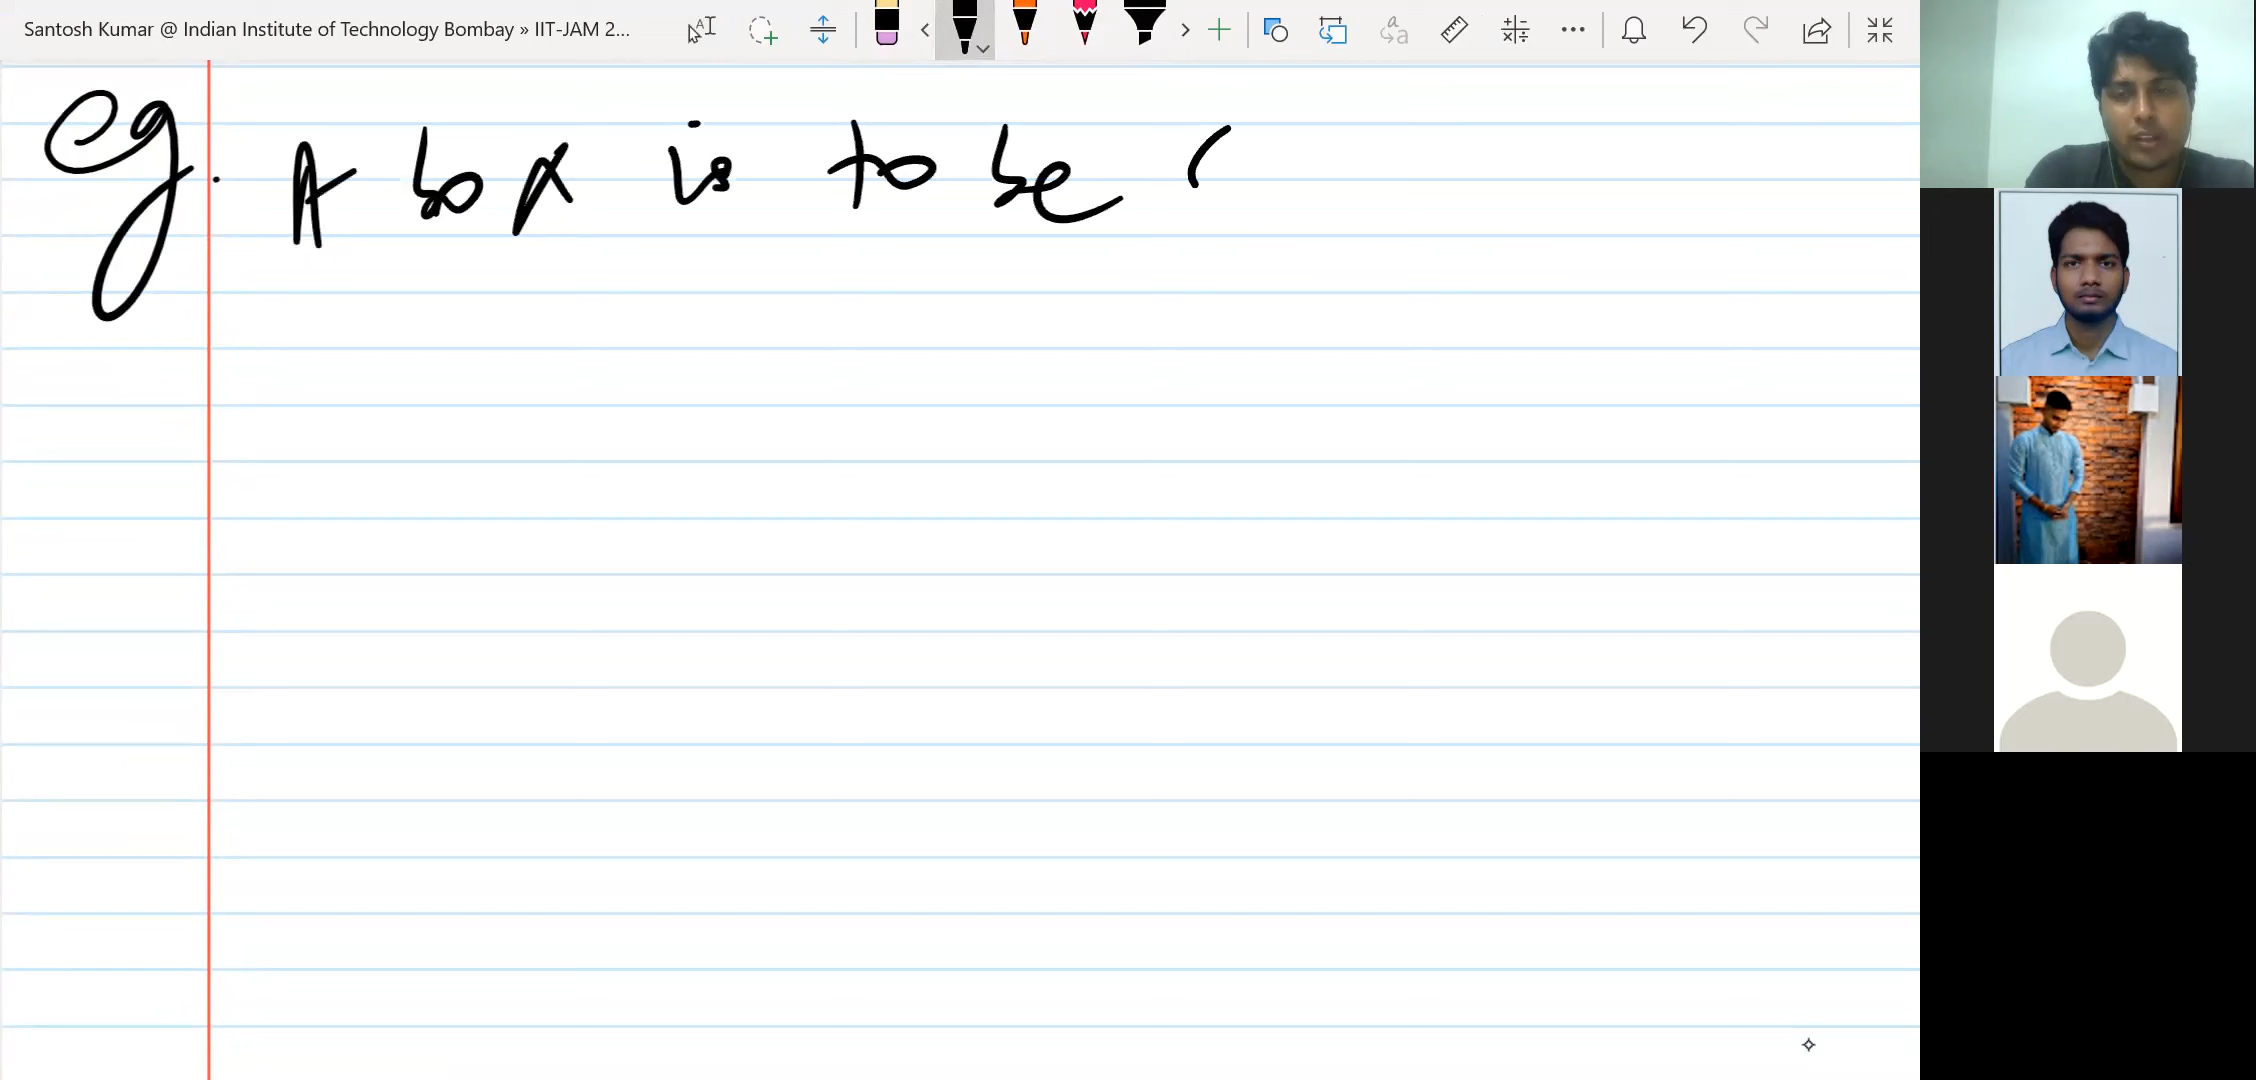 Santosh Kumar @ Indian Institute of Technology Bombay » IIT-JAM 2...
eg. A box is to be (